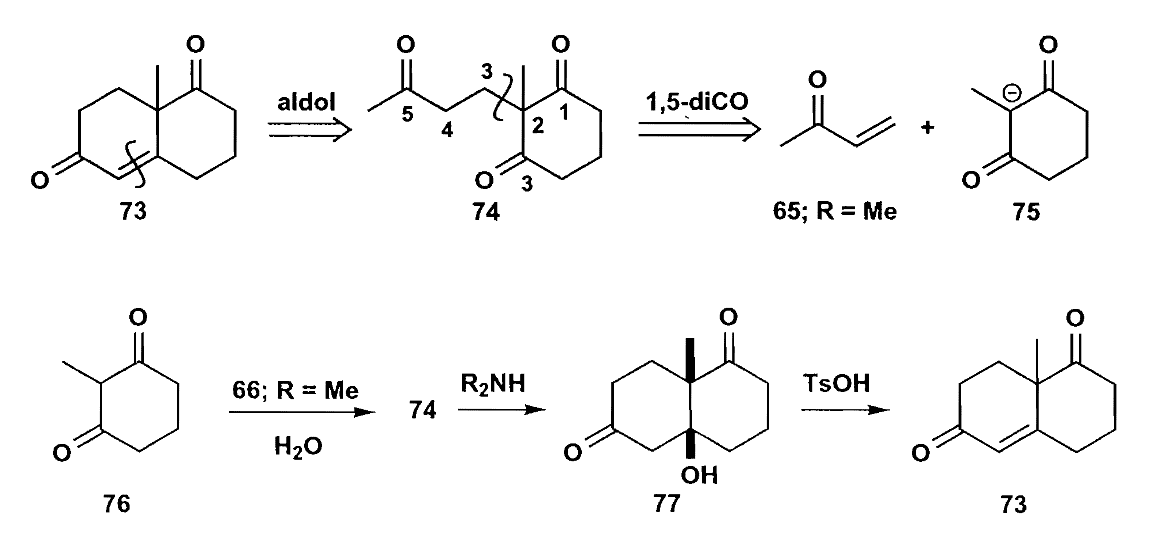 O O O O O
aldol 3 1,5-diCO
5 4 2 1 + ⊖
O O 3 O
73 74 65; R = Me 75
O O O
66; R = Me R₂NH TsOH
74
O H₂O O O
OH
76 77 73